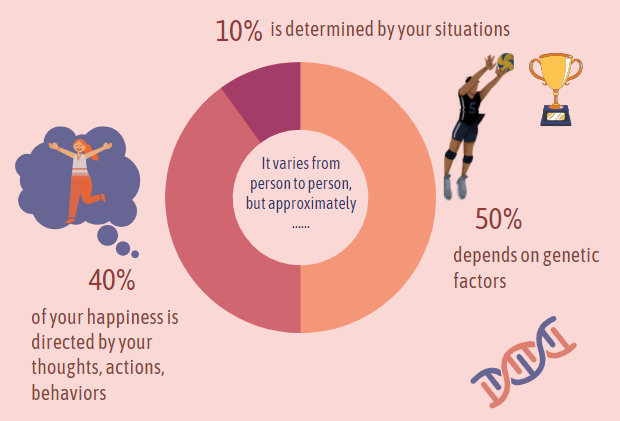 10% is determined by your situations
It varies from
person to person,
but approximately
......
50%
depends on genetic
factors
40%
of your happiness is
directed by your
thoughts, actions,
behaviors
5